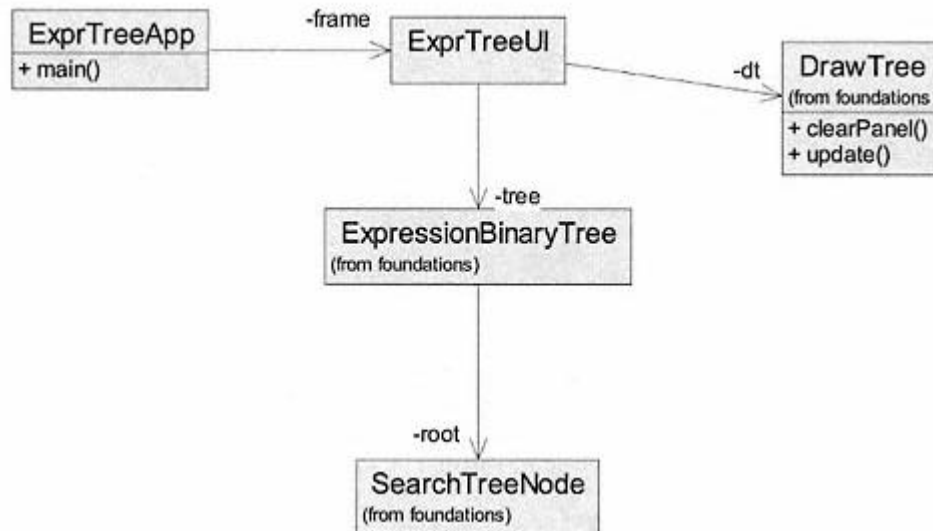 ExprTreeApp
+ main()
-frame
ExprTreeUI
-dt
DrawTree
(from foundations
+ clearPanel()
+ update()
-tree
ExpressionBinaryTree
(from foundations)
-root
SearchTreeNode
(from foundations)